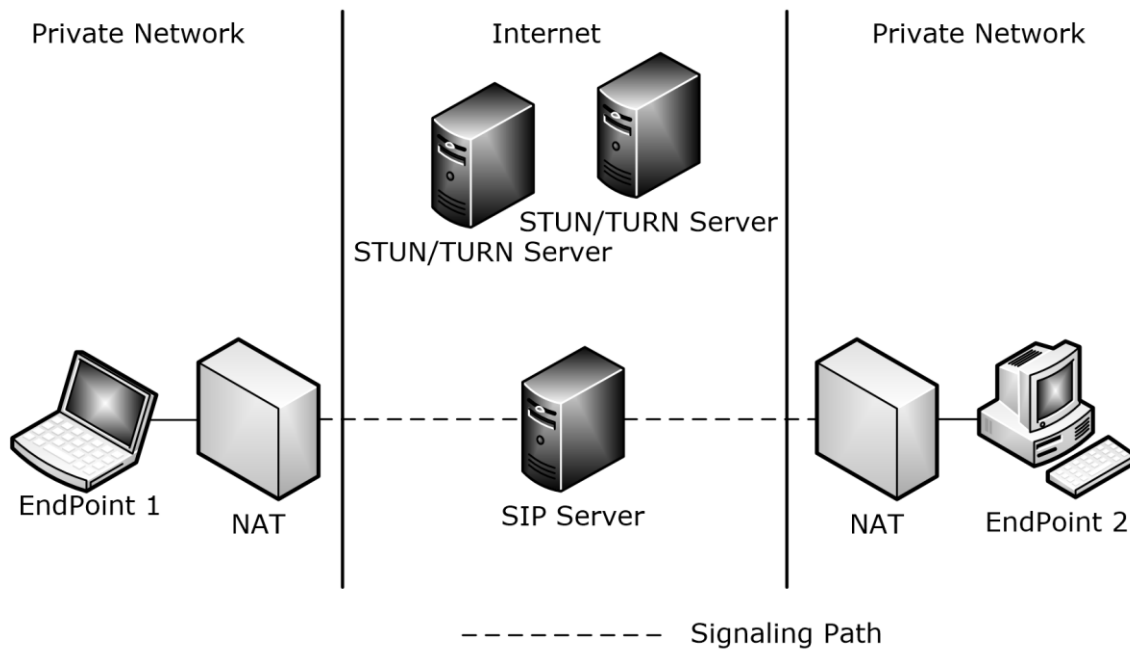 Private Network
Internet
Private Network
STUN/TURN Server
STUN/TURN Server
EndPoint 1
NAT
SIP Server
NAT
EndPoint 2
Signaling Path